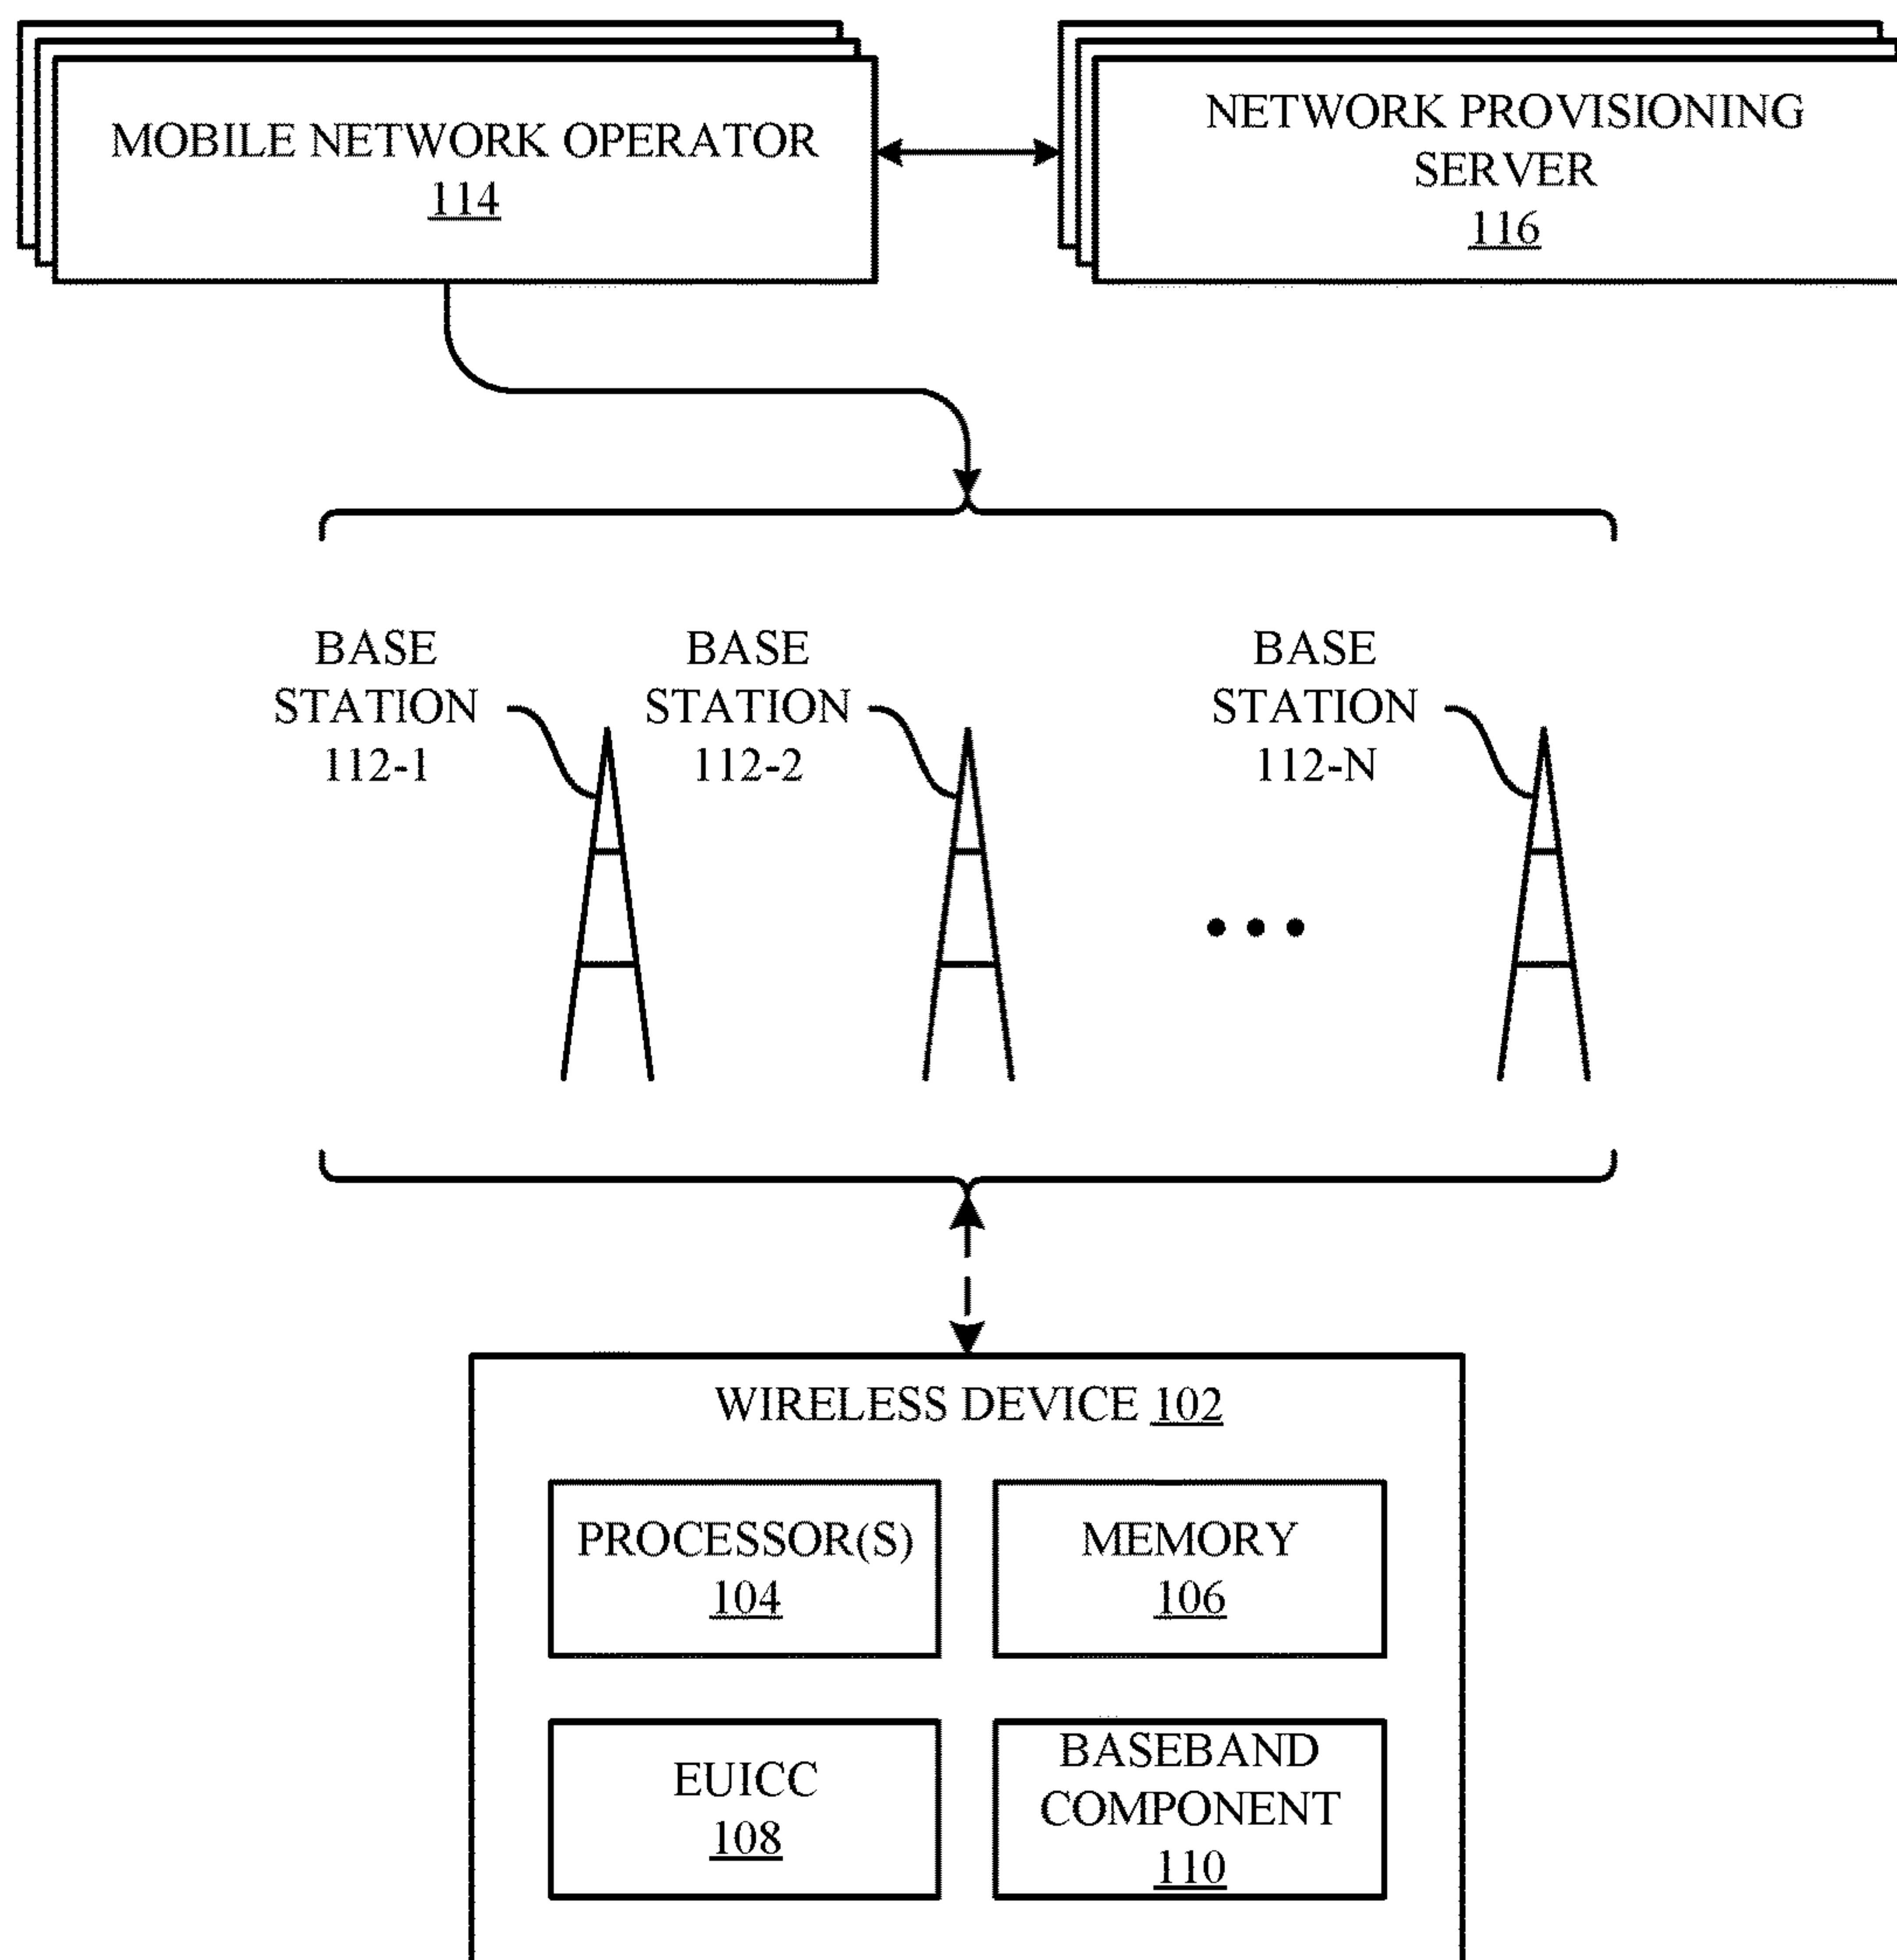 MOBILE NETWORK OPERATOR
114
NETWORK PROVISIONING
SERVER
116
BASE
STATION
112-1
BASE
STATION
112-2
BASE
STATION
112-N
WIRELESS DEVICE 102
PROCESSOR(S)
104
MEMORY
106
EUICC
108
BASEBAND
COMPONENT
110